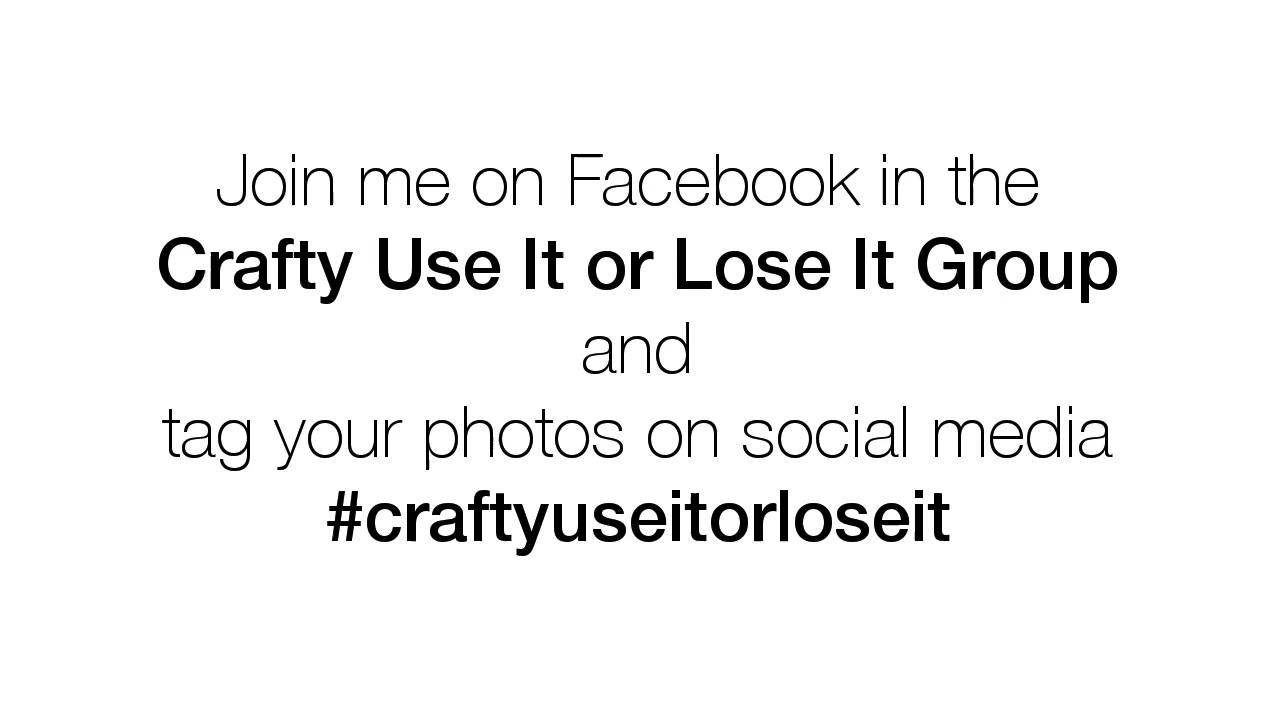 Join me on Facebook in the
Crafty Use It or Lose It Group
and
tag your photos on social media
#craftyuseitorloseit